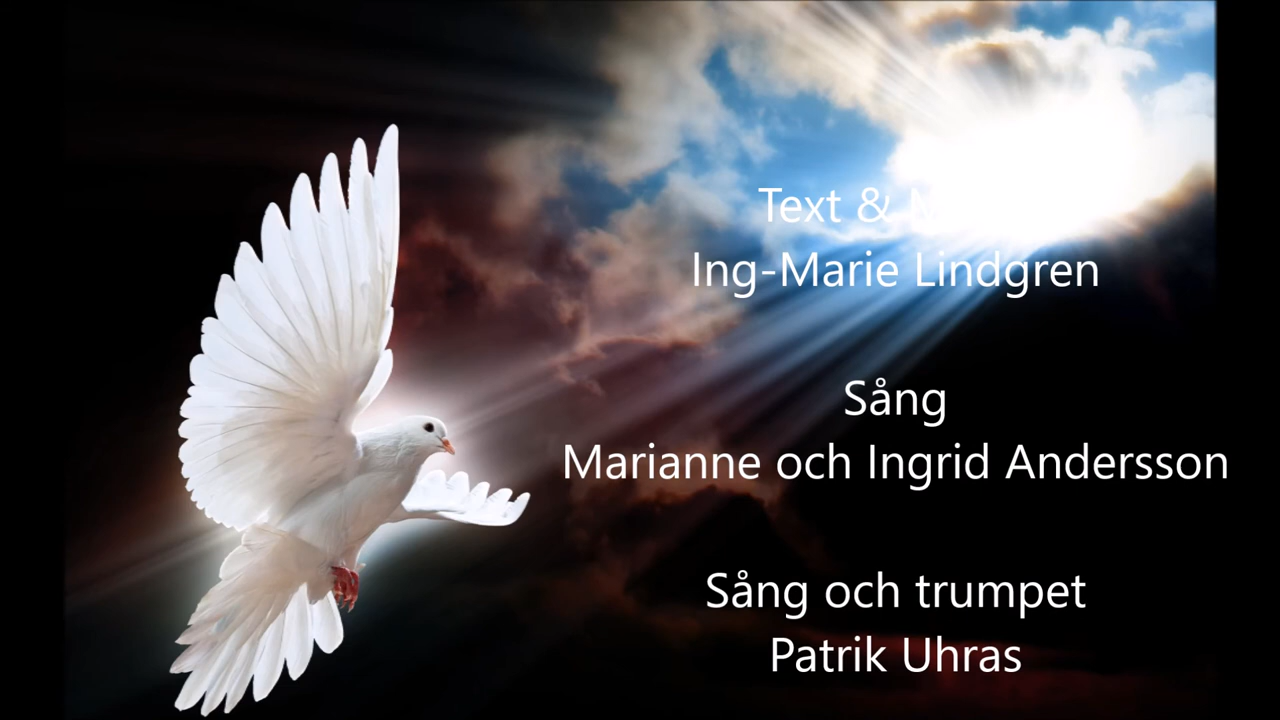 Text &
Ing-Marie Lindgren
Sång
Marianne och Ingrid Andersson
Sång och trumpet
Patrik Uhras